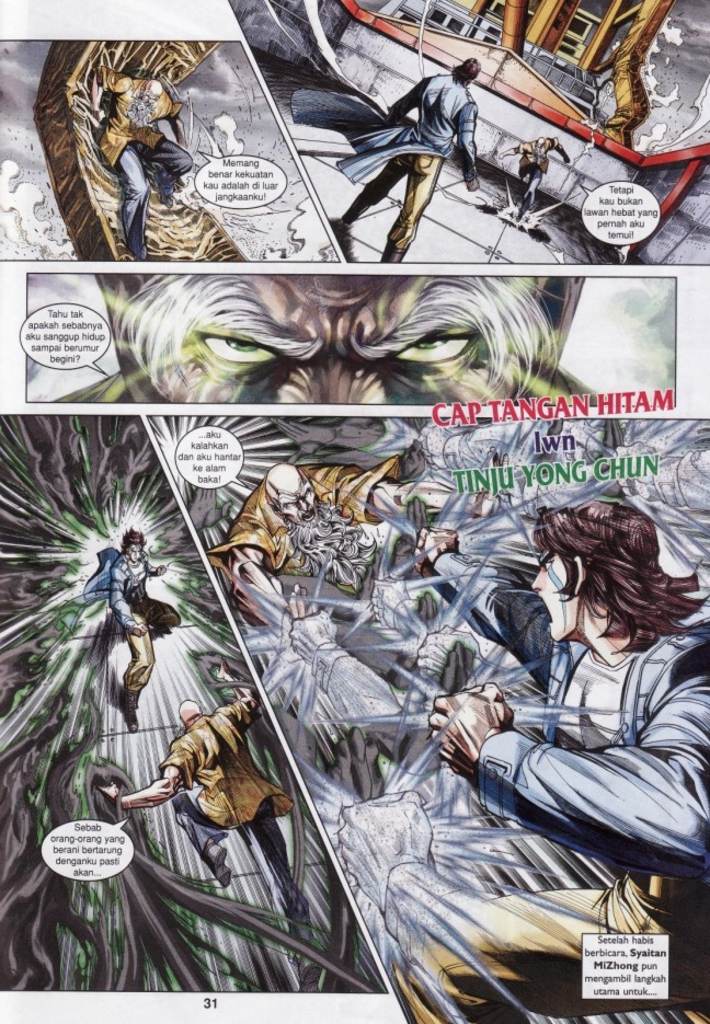 Memang
benar kekuatan
kau adalah di luar
jangkaanku!
Tetapi
kau bukan
lawan hebat yang
pernah aku
temui!
Tahu tak
apakah sebabnya
aku sanggup hidup
sampai berumur
begini?
Sebab
orang-orang yang
berani bertarung
denganku pasti
akan...
...aku
kalahkan
dan aku hantar
ke alam
baka!
CAP TANGAN HITAM
lwn
TINJU YONG CHUN
Setelah habis
berbicara, Syaitan
MiZhong pun
mengambil langkah
utama untuk....
31